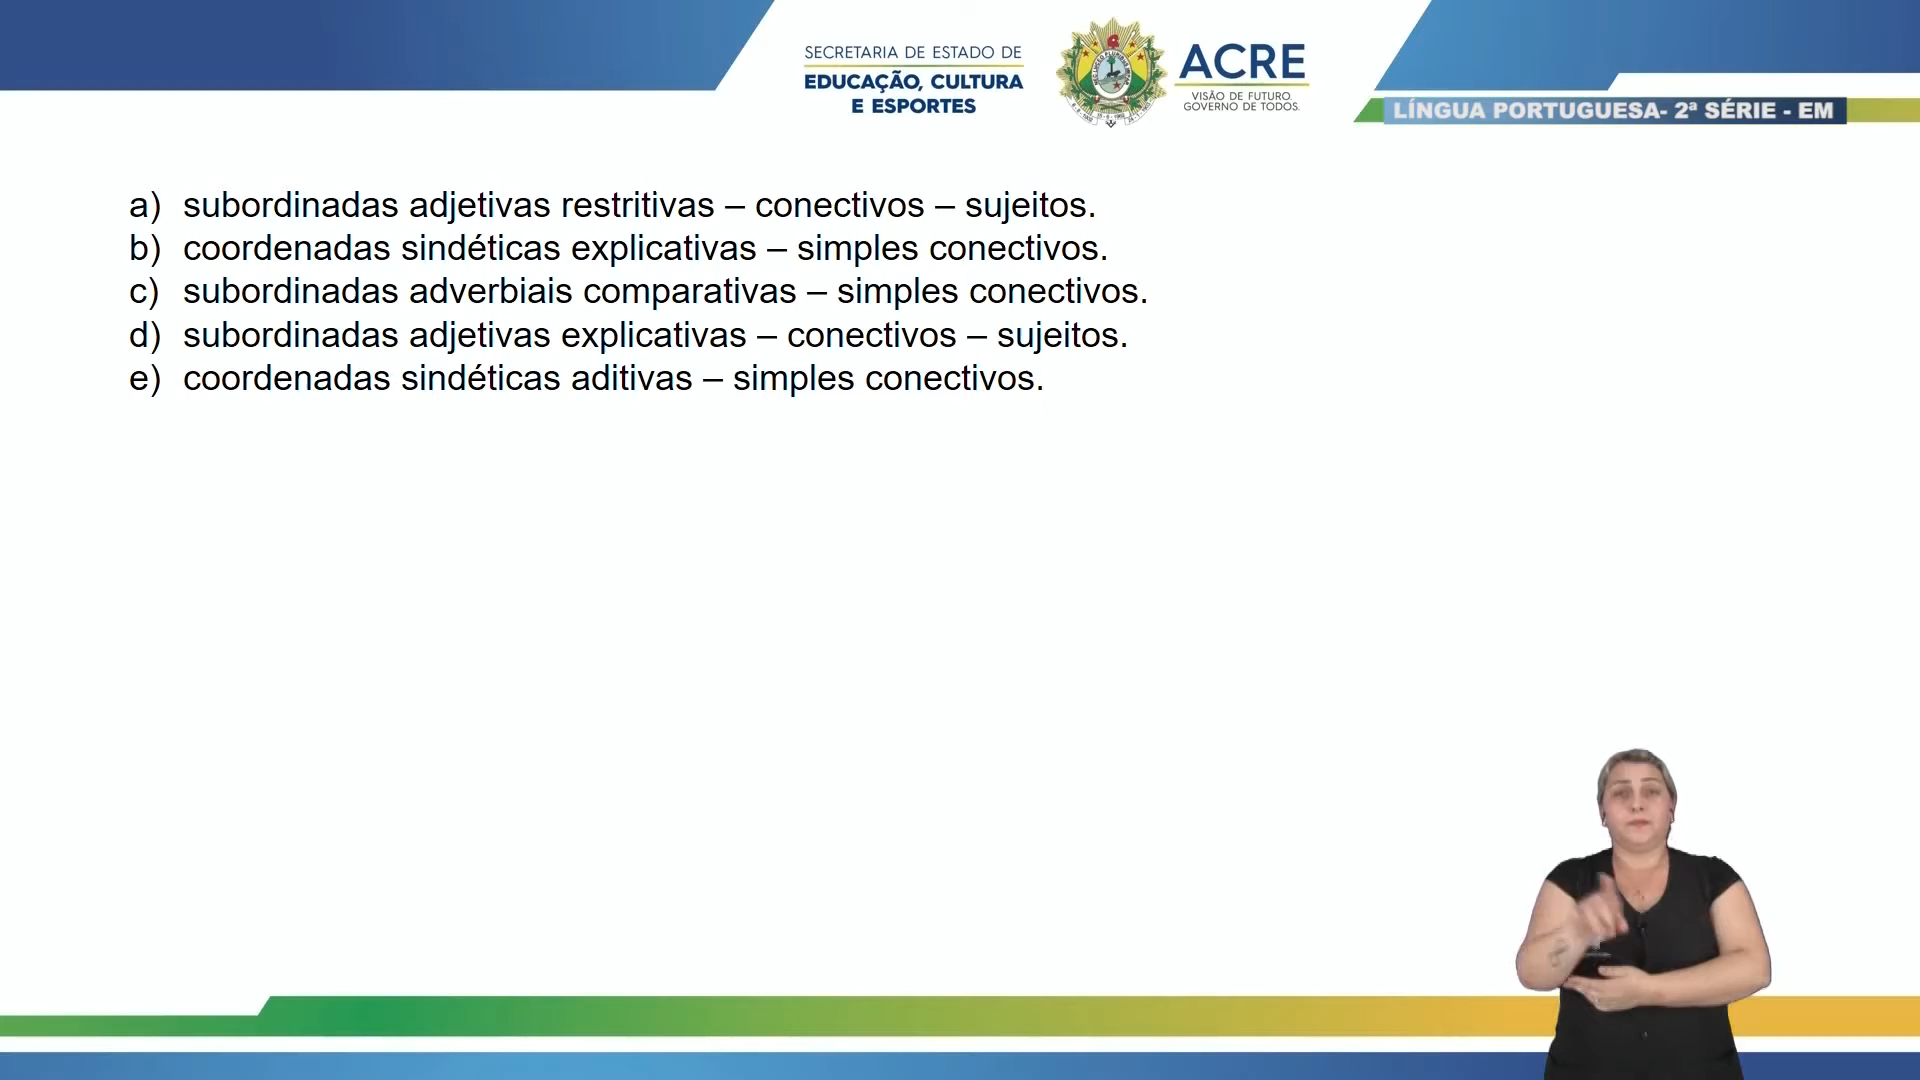 SECRETARIA DE ESTADO DE
EDUCAÇÃO, CULTURA
E ESPORTES
ACRE
VISÃO DE FUTURO.
GOVERNO DE TODOS.
LÍNGUA PORTUGUESA- 2ª SÉRIE - EM
a) subordinadas adjetivas restritivas – conectivos – sujeitos.
b) coordenadas sindéticas explicativas – simples conectivos.
c) subordinadas adverbiais comparativas – simples conectivos.
d) subordinadas adjetivas explicativas – conectivos – sujeitos.
e) coordenadas sindéticas aditivas – simples conectivos.